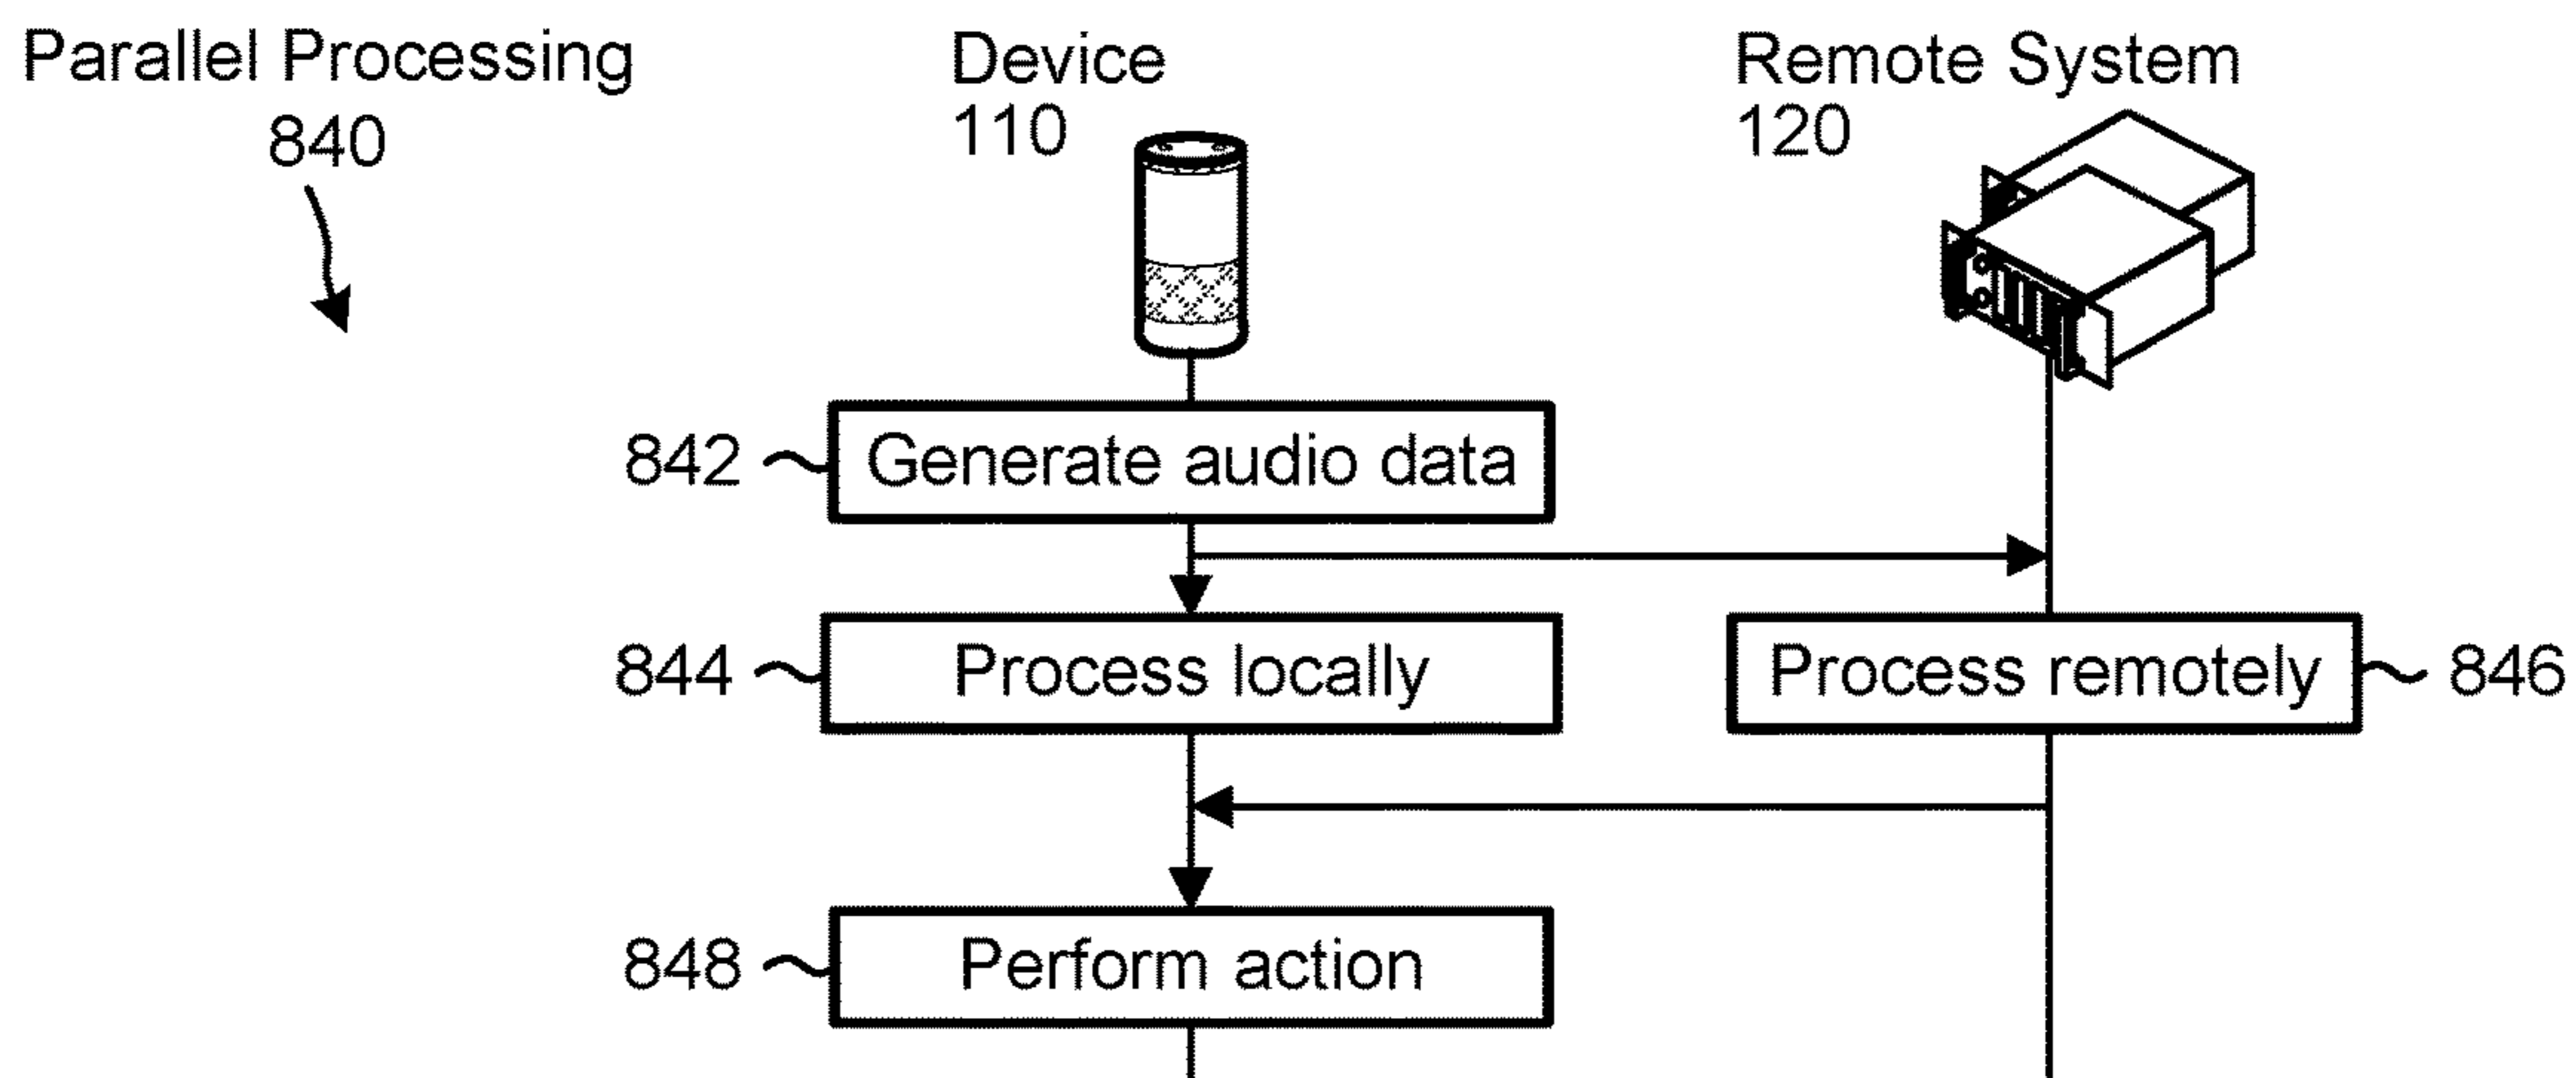 Parallel Processing
840
Device
110
Remote System
120
842
Generate audio data
844
Process locally
Process remotely
846
848
Perform action